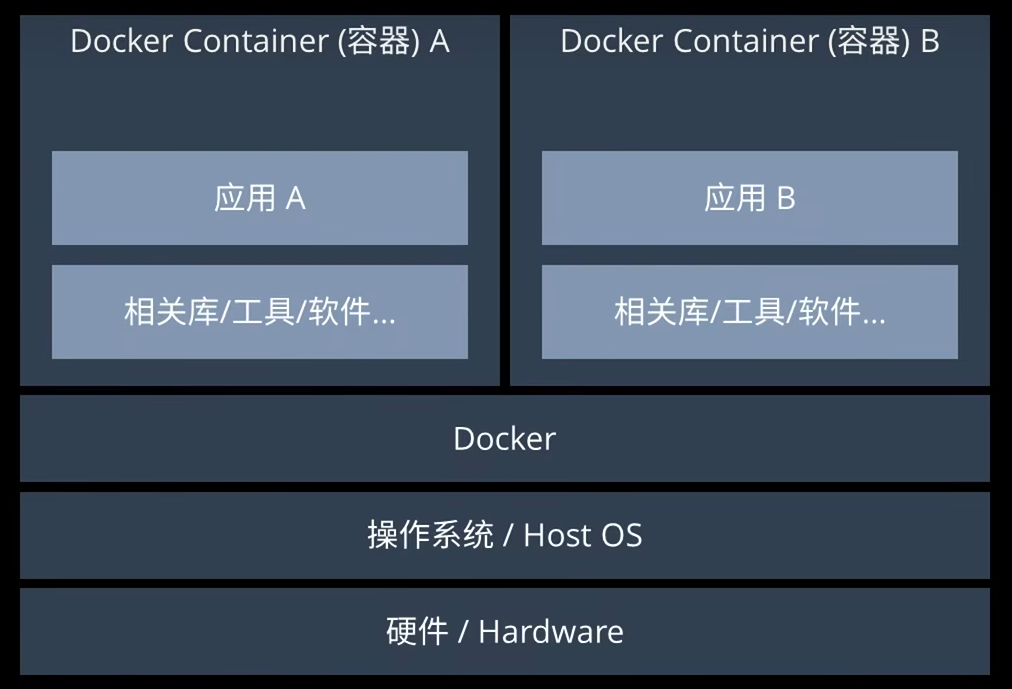 Docker Container (容器) A
Docker Container (容器) B
应用 A
应用 B
相关库/工具/软件...
相关库/工具/软件...
Docker
操作系统 / Host OS
硬件 / Hardware